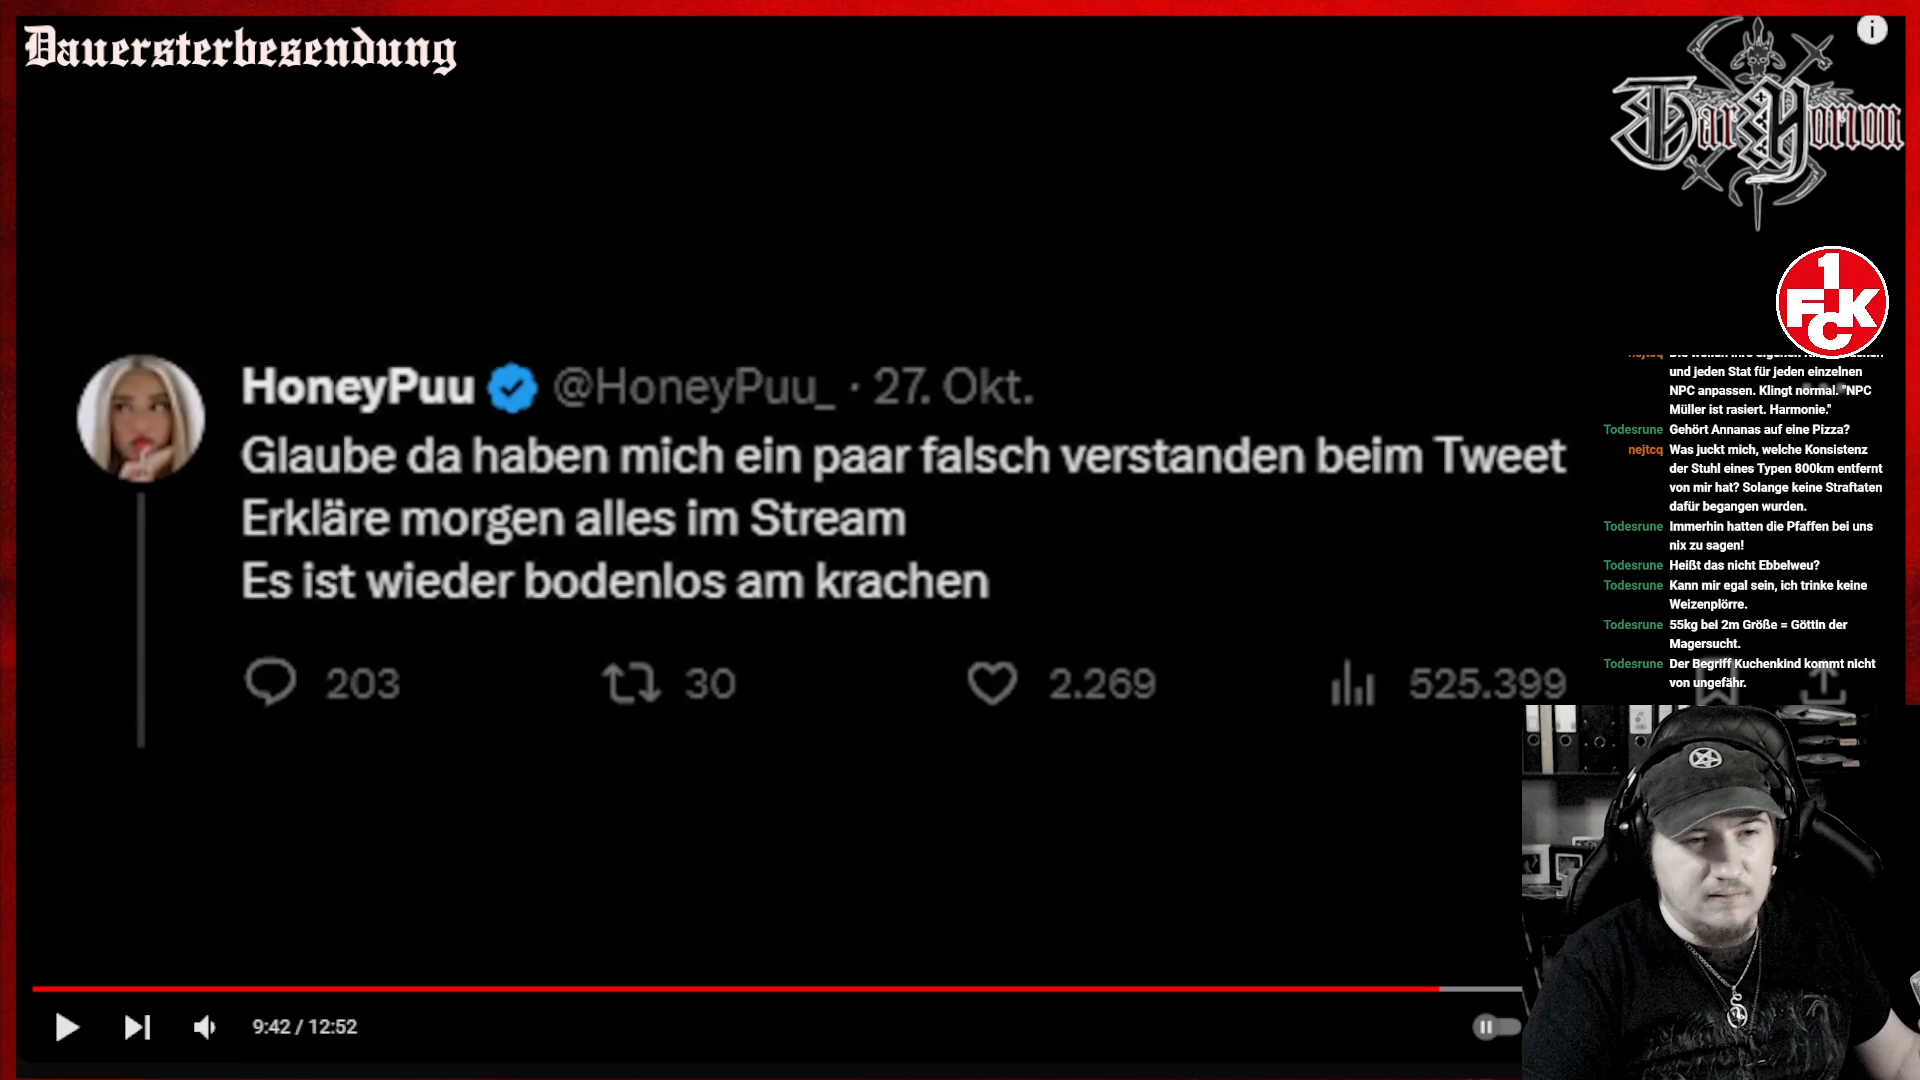 Dauersterbesendung
TarYorion
1
FCK
HoneyPuu @HoneyPuu_ · 27. Okt.
Glaube da haben mich ein paar falsch verstanden beim Tweet
Erkläre morgen alles im Stream
Es ist wieder bodenlos am krachen
203 30 2.269 525.399
nejtcq
und jeden Stat für jeden einzelnen
NPC anpassen. Klingt normal. "NPC
Müller ist rasiert. Harmonie."
Todesrune Gehört Annanas auf eine Pizza?
nejtcq Was juckt mich, welche Konsistenz
der Stuhl eines Typen 800km entfernt
von mir hat? Solange keine Straftaten
dafür begangen wurden.
Todesrune Immerhin hatten die Pfaffen bei uns
nix zu sagen!
Todesrune Heißt das nicht Ebbelweu?
Todesrune Kann mir egal sein, ich trinke keine
Weizenplörre.
Todesrune 55kg bei 2m Größe = Göttin der
Magersucht.
Todesrune Der Begriff Kuchenkind kommt nicht
von ungefähr.
9:42 / 12:52